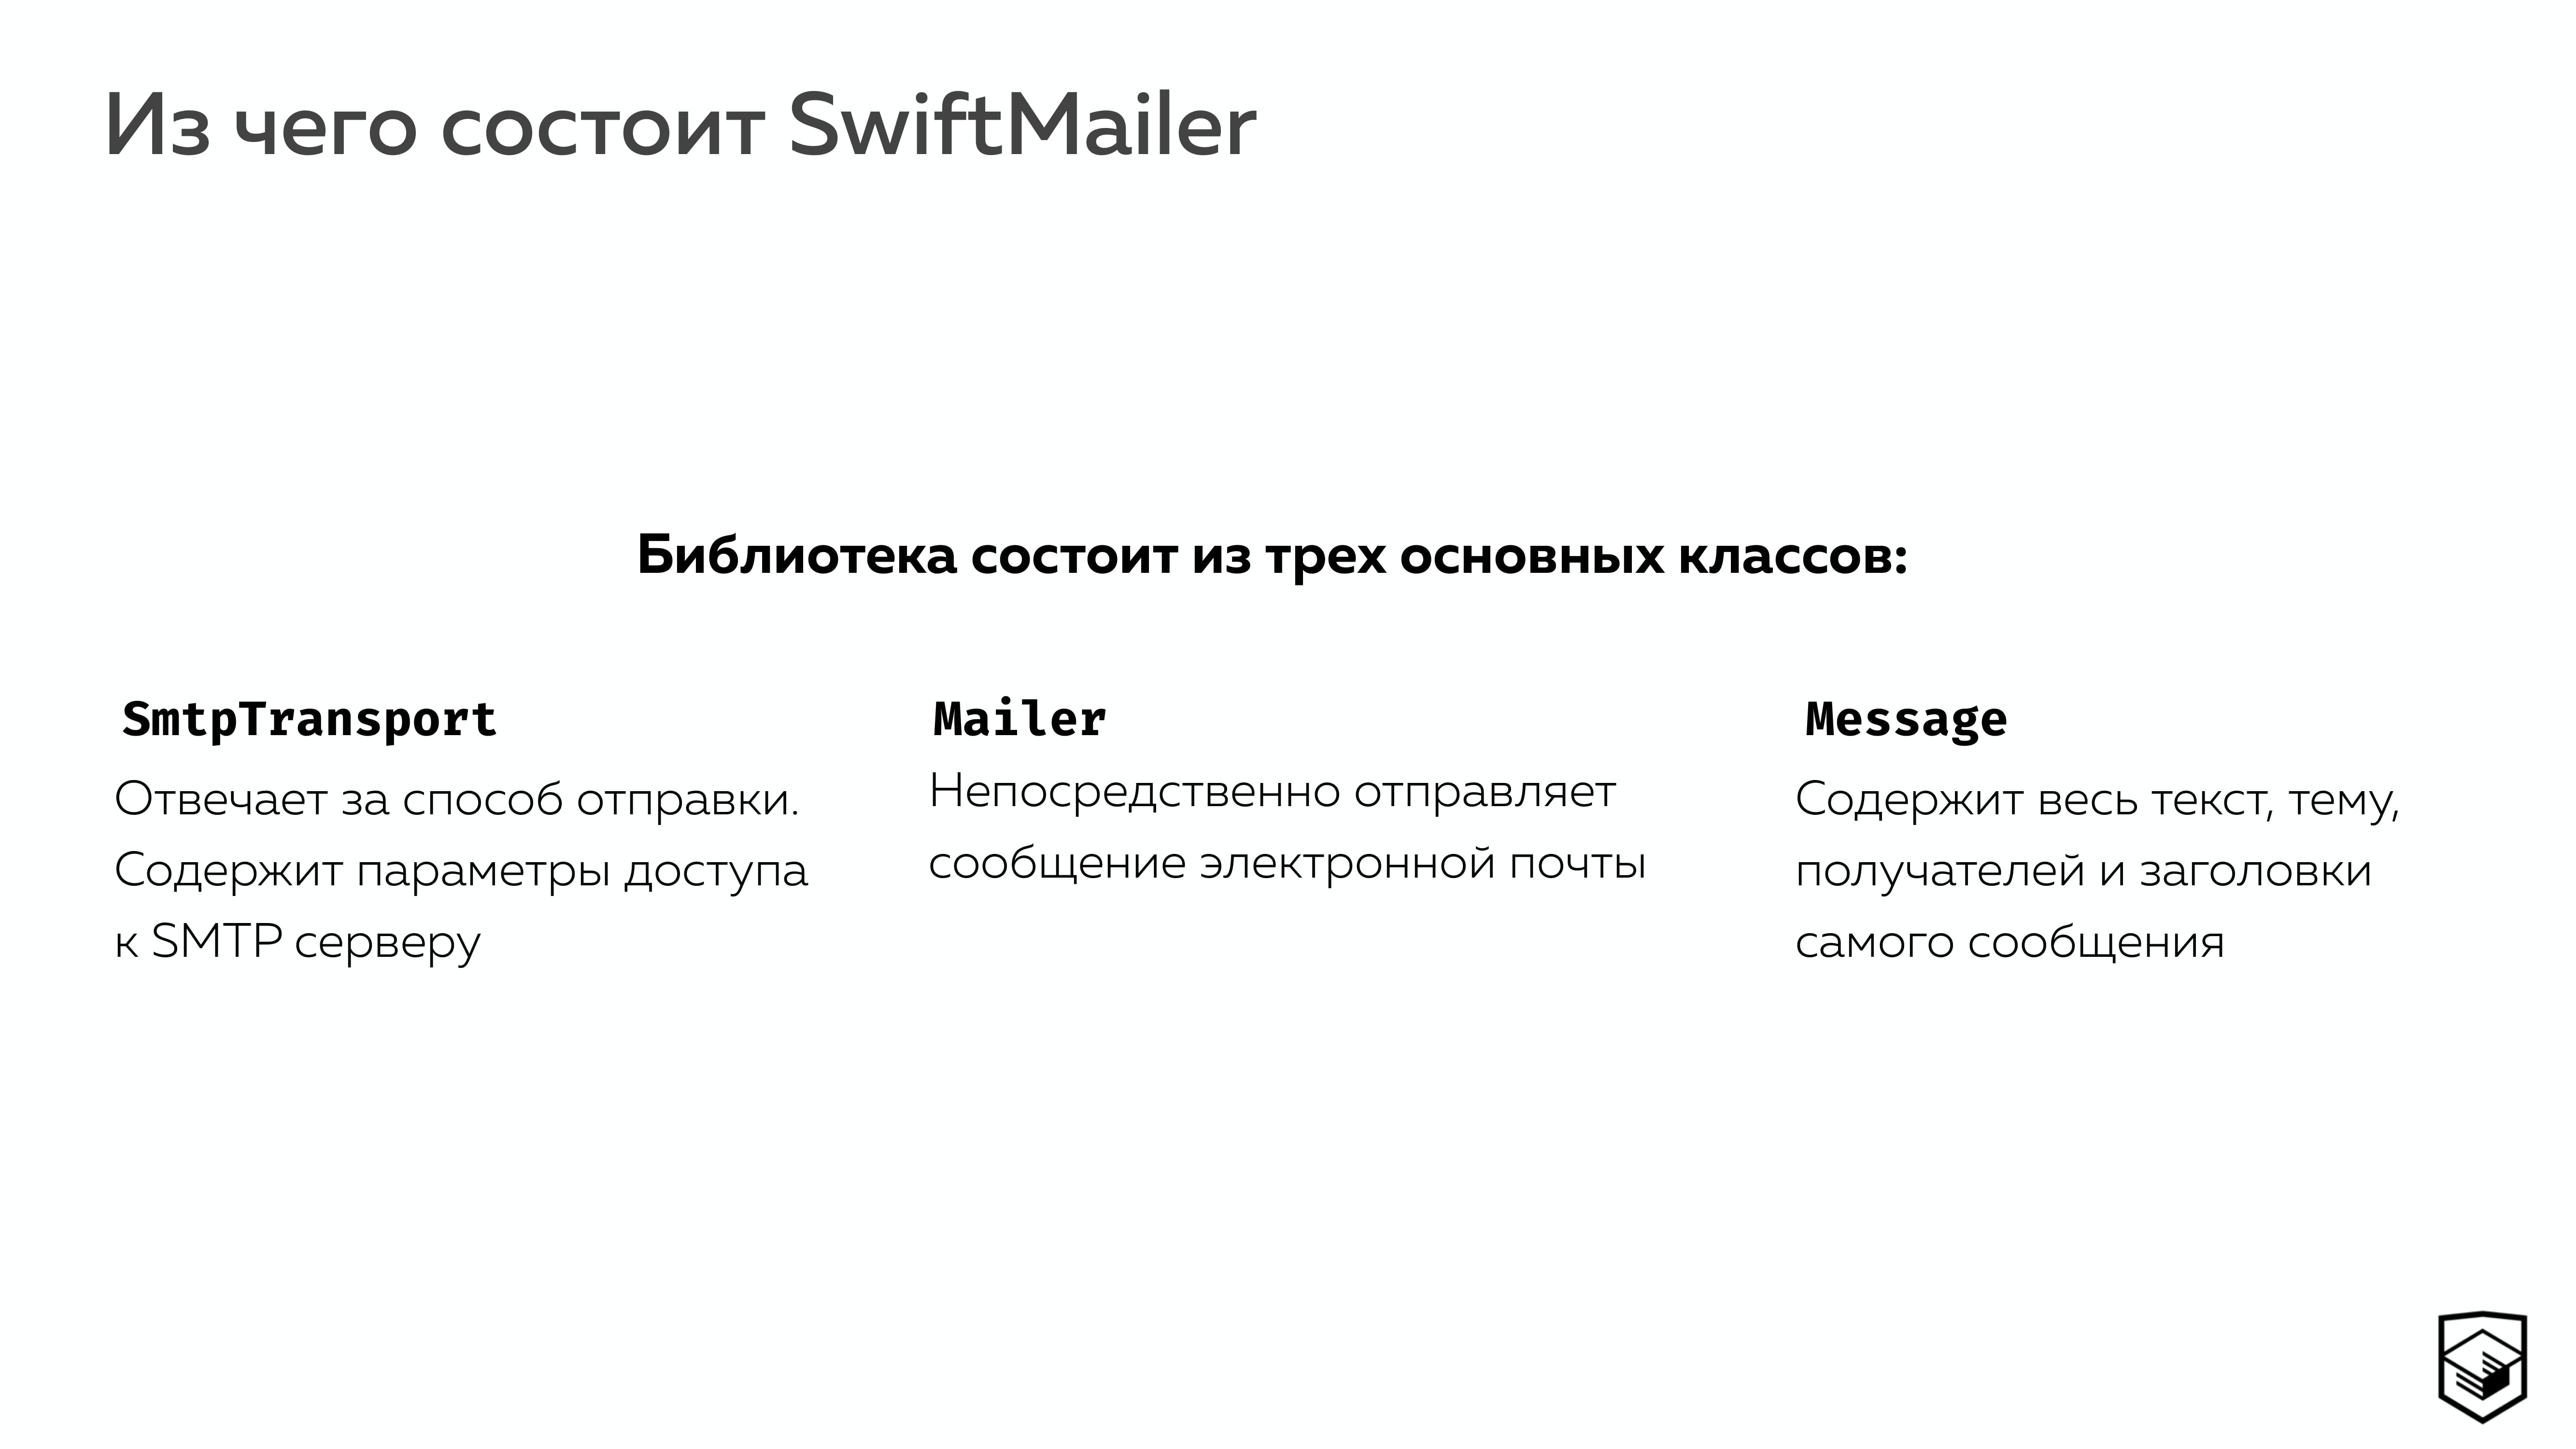 Из чего состоит SwiftMailer
Библиотека состоит из трех основных классов:
SmtpTransport
Отвечает за способ отправки.
Содержит параметры доступа
к SMTP серверу
Mailer
Непосредственно отправляет
сообщение электронной почты
Message
Содержит весь текст, тему,
получателей и заголовки
самого сообщения